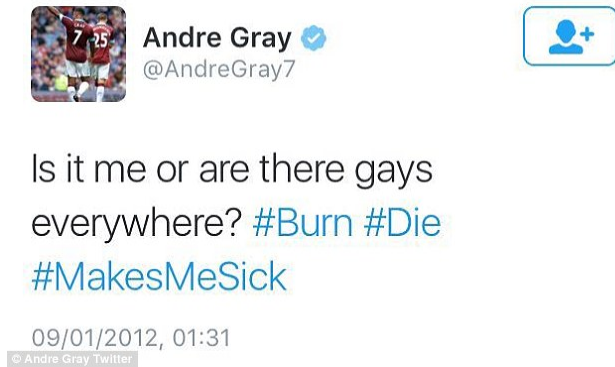 Andre Gray
@AndreGray7
Is it me or are there gays
everywhere? #Burn #Die
#MakesMeSick
09/01/2012, 01:31
© Andre Gray Twitter
7 25